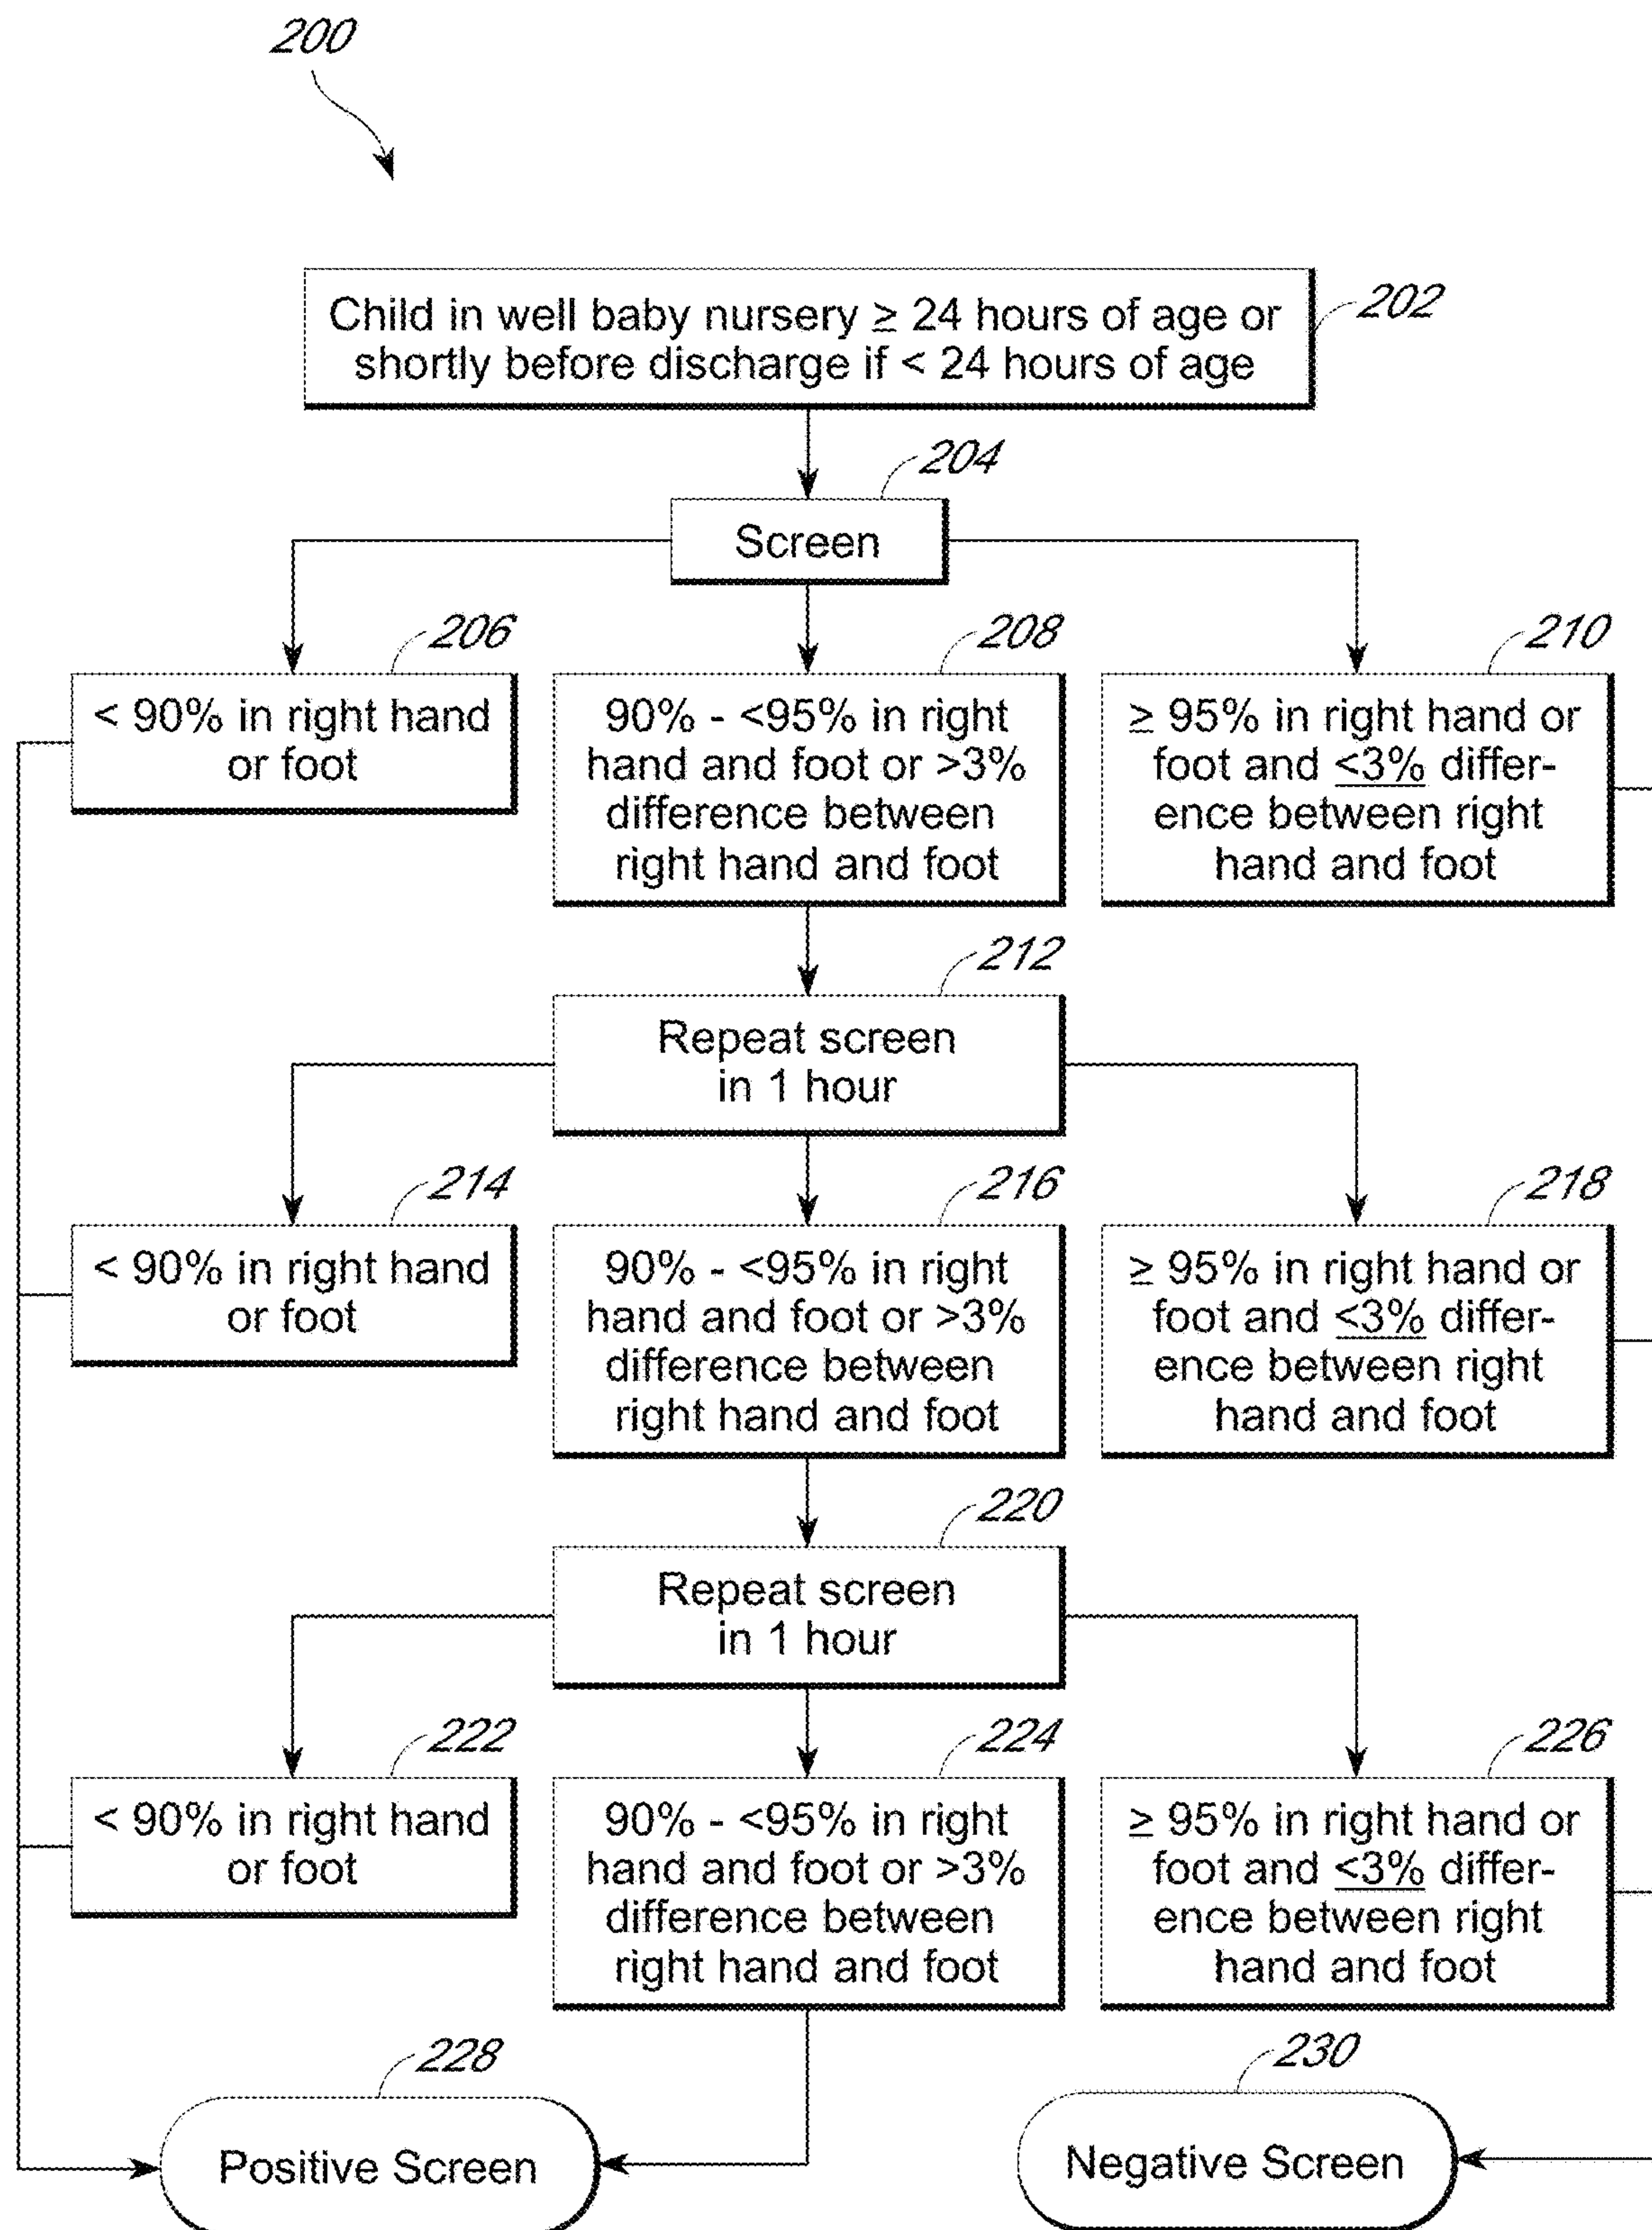 200
202
Child in well baby nursery ≥ 24 hours of age or
shortly before discharge if < 24 hours of age
204
Screen
206
< 90% in right hand
or foot
208
90% - <95% in right
hand and foot or >3%
difference between
right hand and foot
210
≥ 95% in right hand or
foot and <3% differ-
ence between right
hand and foot
212
Repeat screen
in 1 hour
214
< 90% in right hand
or foot
216
90% - <95% in right
hand and foot or >3%
difference between
right hand and foot
218
≥ 95% in right hand or
foot and <3% differ-
ence between right
hand and foot
220
Repeat screen
in 1 hour
222
< 90% in right hand
or foot
224
90% - <95% in right
hand and foot or >3%
difference between
right hand and foot
226
≥ 95% in right hand or
foot and <3% differ-
ence between right
hand and foot
228
Positive Screen
230
Negative Screen